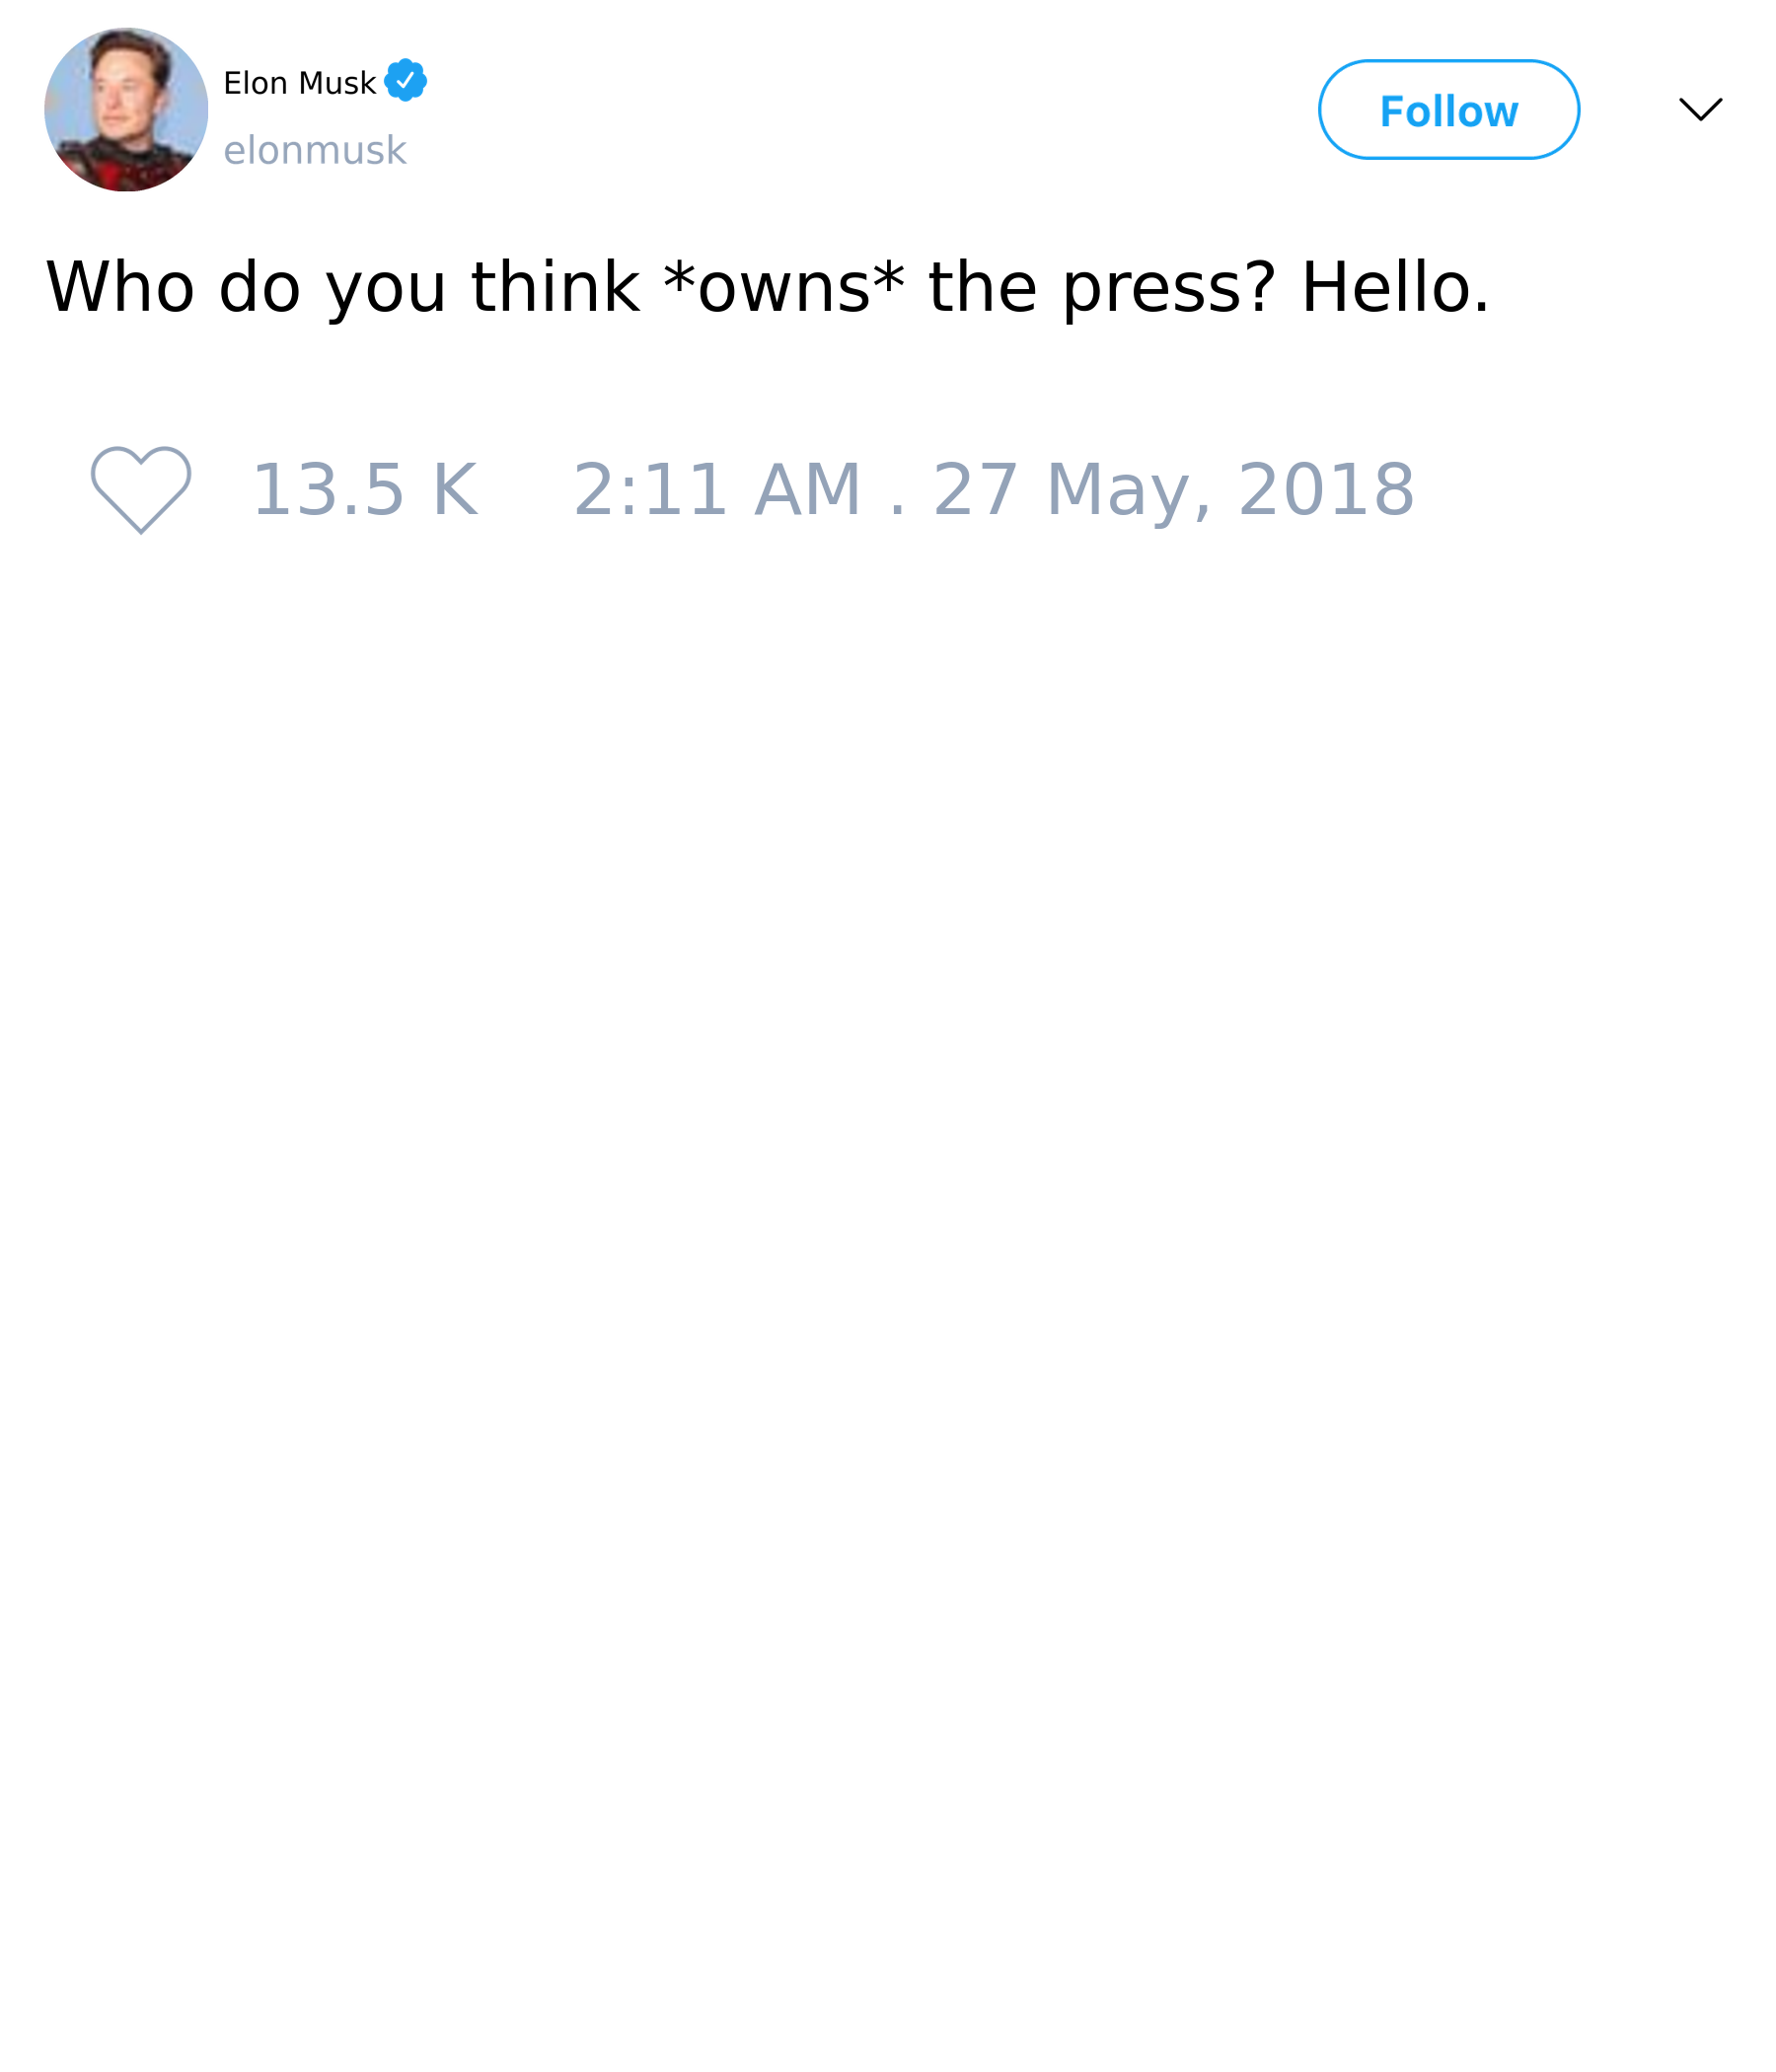 Elon Musk
elonmusk
Follow
Who do you think *owns* the press? Hello.
13.5 K 2:11 AM . 27 May, 2018